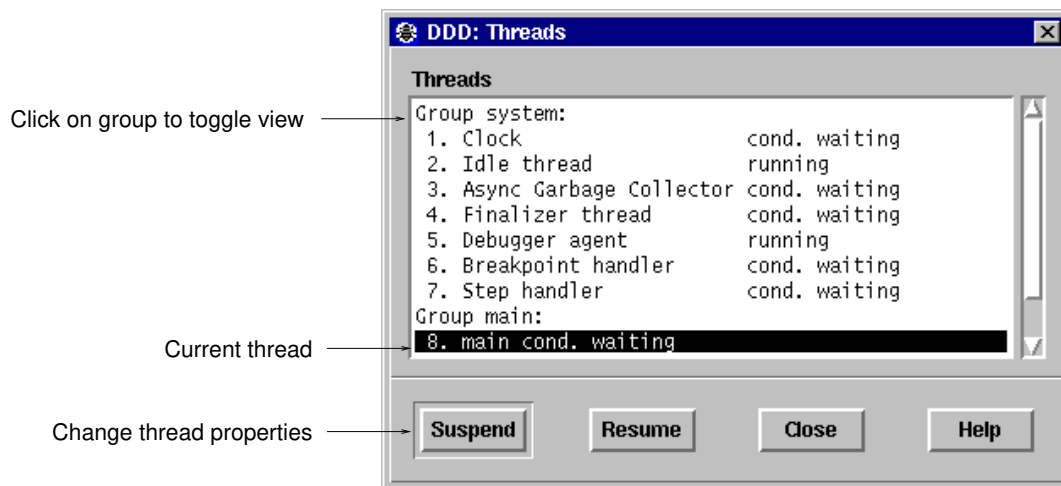 DDD: Threads
Threads
Click on group to toggle view
Group system:
1. Clock cond. waiting
2. Idle thread running
3. Async Garbage Collector cond. waiting
4. Finalizer thread cond. waiting
5. Debugger agent running
6. Breakpoint handler cond. waiting
7. Step handler cond. waiting
Group main:
Current thread
8. main cond. waiting
Change thread properties
Suspend Resume Close Help